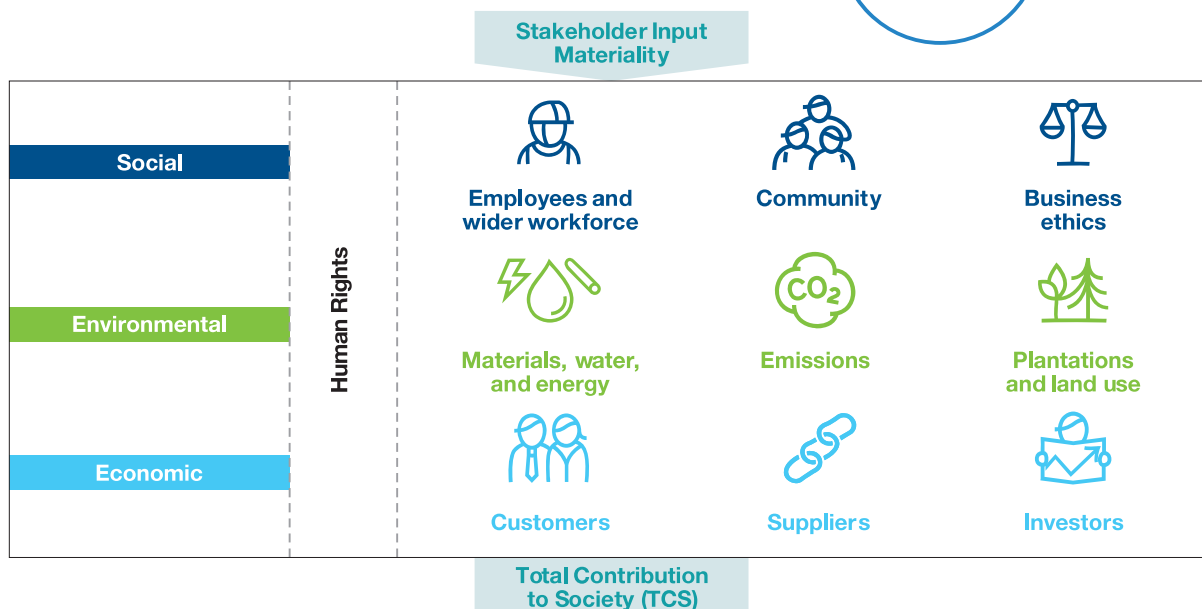 Stakeholder Input
Materiality
Social
Human Rights
Employees and
wider workforce
Community
Business
ethics
Environmental
CO₂
Materials, water,
and energy
Emissions
Plantations
and land use
Economic
Customers
Suppliers
Investors
Total Contribution
to Society (TCS)